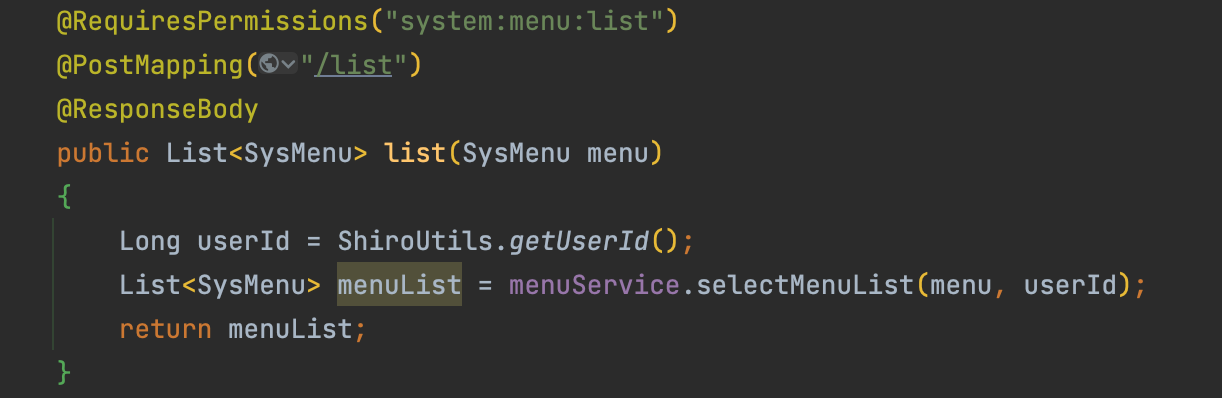 @RequiresPermissions("system:menu:list")
@PostMapping("/list")
@ResponseBody
public List<SysMenu> list(SysMenu menu)
{
    Long userId = ShiroUtils.getUserId();
    List<SysMenu> menuList = menuService.selectMenuList(menu, userId);
    return menuList;
}